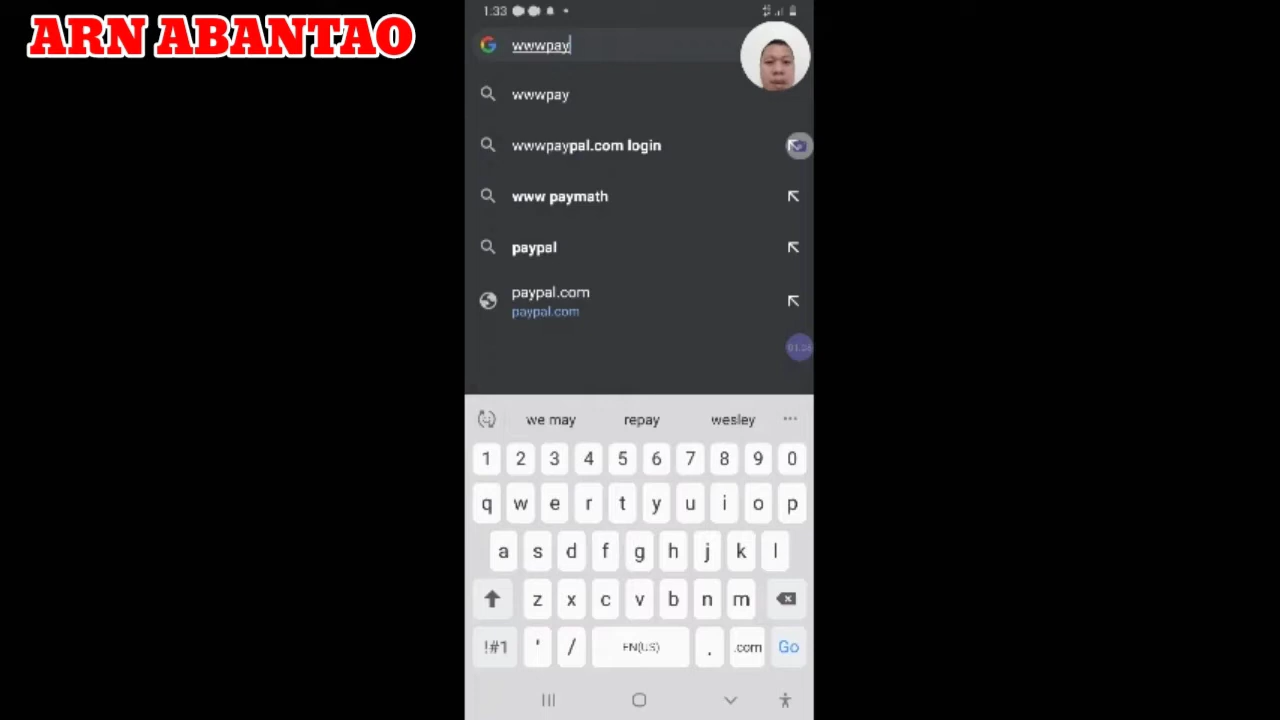 ARN ABANTAO
1.33
wwwpay
wwwpay
wwwpaypal.com login
www paymath
paypal
paypal.com
paypal.com
we may repay wesley ...
1 2 3 4 5 6 7 8 9 0
q w e r t y u i o p
a s d f g h j k l
z x c v b n m
!#1 ' / EN(US) . .com Go